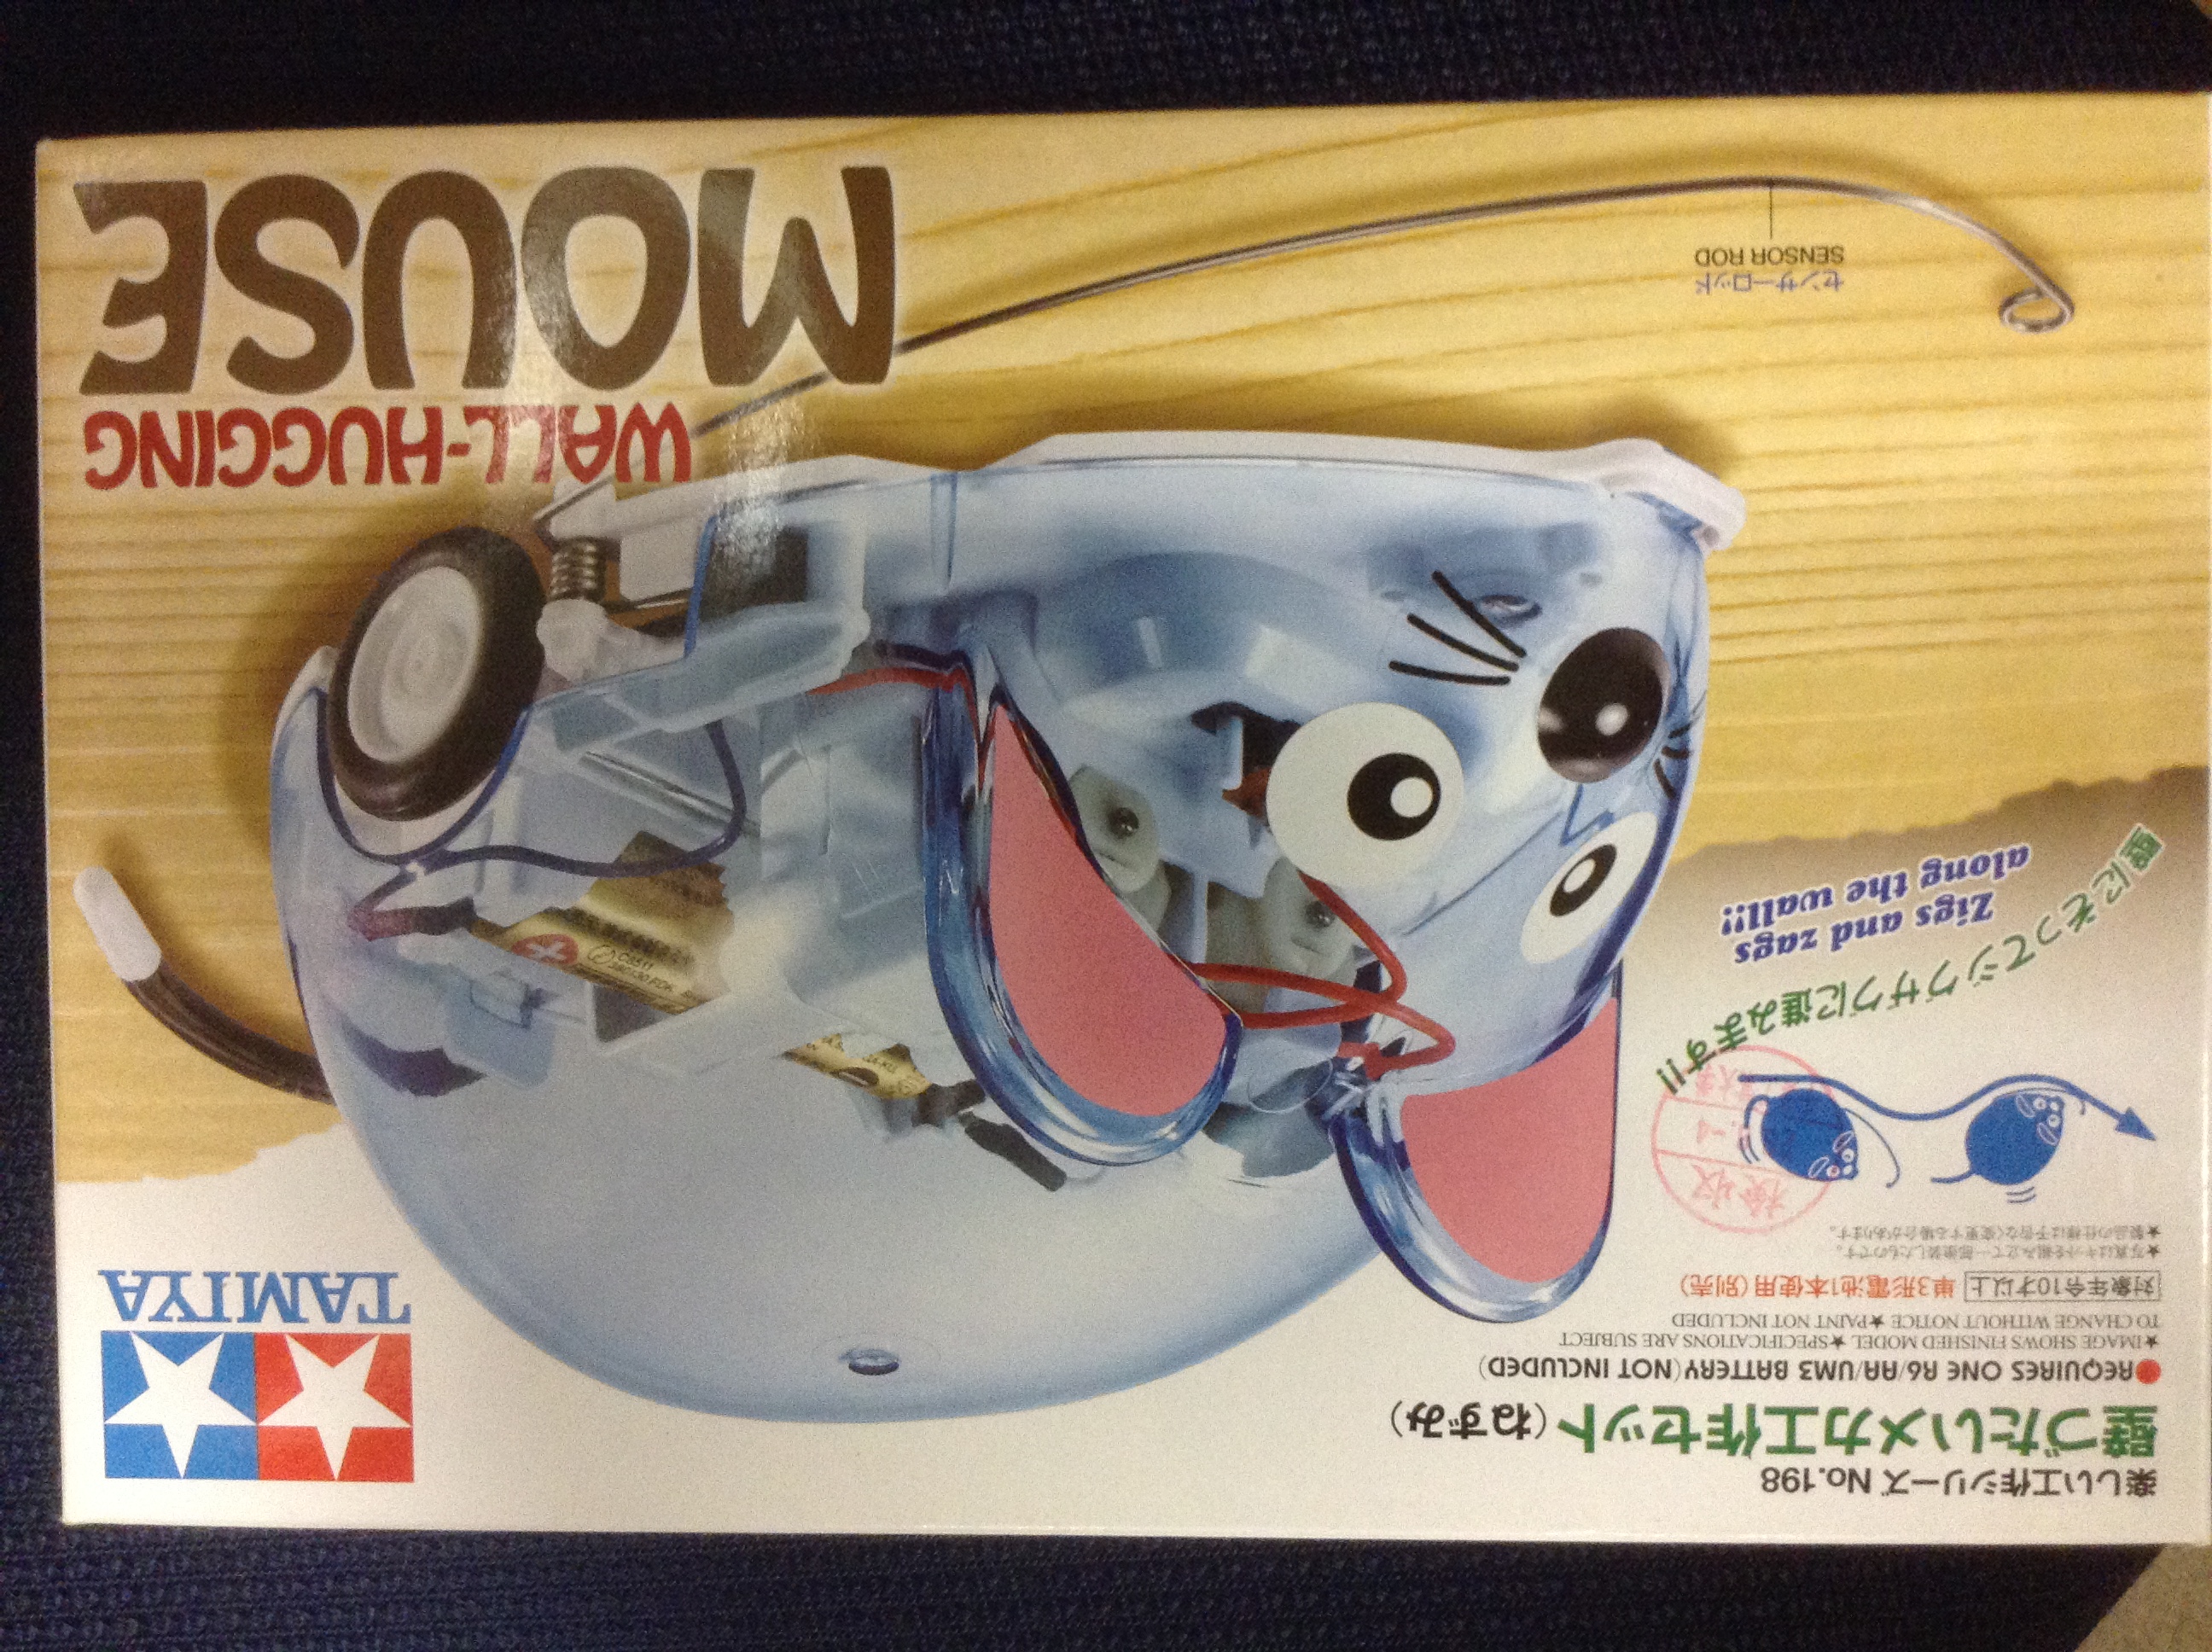 楽しい工作シリーズ No.198
壁づたいメカ工作セット(ねずみ)
●REQUIRES ONE R6/AA/UM3 BATTERY(NOT INCLUDED)
★IMAGE SHOWS FINISHED MODEL ★SPECIFICATIONS ARE SUBJECT
TO CHANGE WITHOUT NOTICE ★PAINT NOT INCLUDED
対象年令10才以上 単3形電池1本使用(別売)
★写真はキットを組み立て一部塗装したものです。
★製品の仕様は予告なく変更する場合があります。
検収
壁にそってジグザグに進みます!!
Zigs and zags
along the wall!!
TAMIYA
センサーロッド
SENSOR ROD
WALL-HUGGING
MOUSE